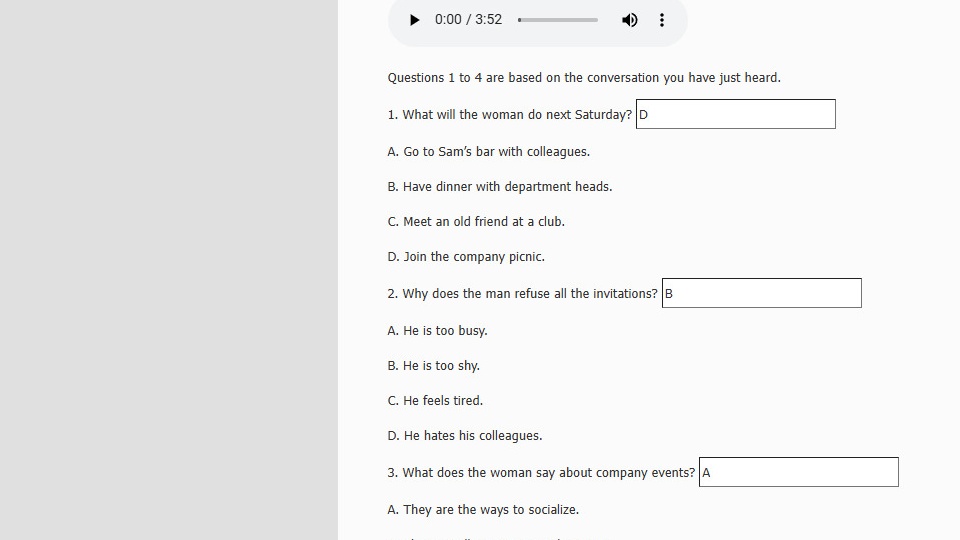 0:00 / 3:52
Questions 1 to 4 are based on the conversation you have just heard.
1. What will the woman do next Saturday? D
A. Go to Sam’s bar with colleagues.
B. Have dinner with department heads.
C. Meet an old friend at a club.
D. Join the company picnic.
2. Why does the man refuse all the invitations? B
A. He is too busy.
B. He is too shy.
C. He feels tired.
D. He hates his colleagues.
3. What does the woman say about company events? A
A. They are the ways to socialize.